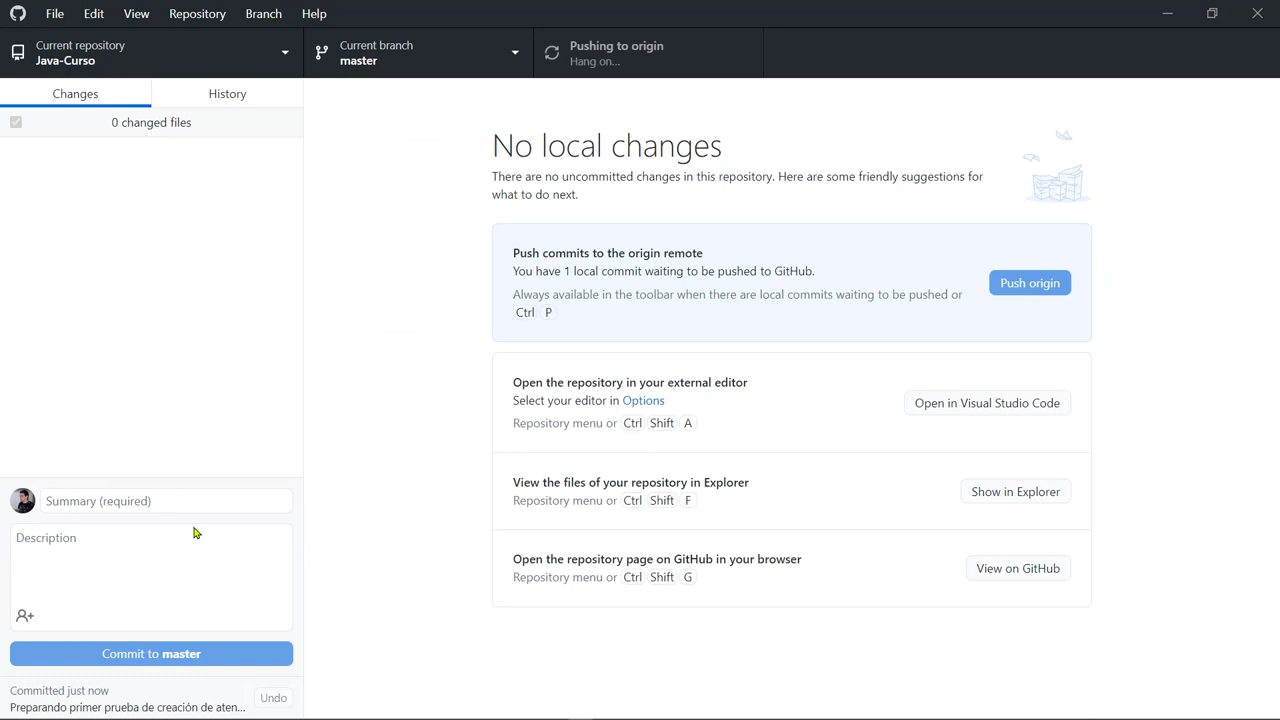 File Edit View Repository Branch Help
Current repository
Java-Curso
Current branch
master
Pushing to origin
Hang on...
Changes
History
0 changed files
No local changes
There are no uncommitted changes in this repository. Here are some friendly suggestions for
what to do next.
Push commits to the origin remote
You have 1 local commit waiting to be pushed to GitHub.
Always available in the toolbar when there are local commits waiting to be pushed or
Ctrl P
Push origin
Open the repository in your external editor
Select your editor in Options
Repository menu or Ctrl Shift A
Open in Visual Studio Code
View the files of your repository in Explorer
Repository menu or Ctrl Shift F
Show in Explorer
Open the repository page on GitHub in your browser
Repository menu or Ctrl Shift G
View on GitHub
Summary (required)
Description
Commit to master
Committed just now
Preparando primer prueba de creación de aten...
Undo